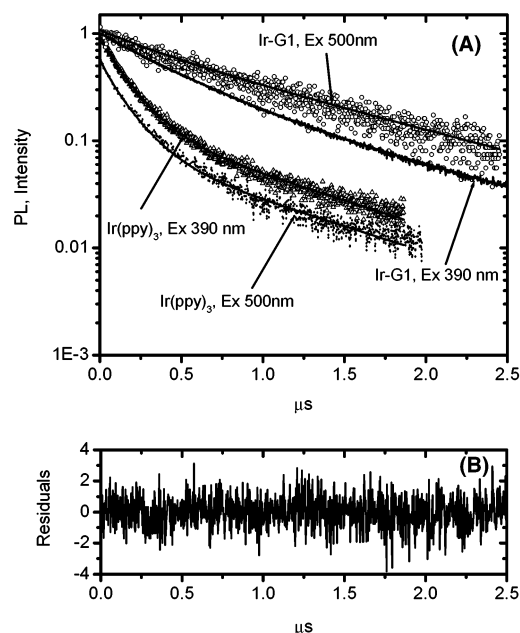 (A)
Ir-G1, Ex 500nm
1
0.1
0.01
1E-3
PL, Intensity
Ir(ppy)3, Ex 390 nm
Ir-G1, Ex 390 nm
Ir(ppy)3, Ex 500nm
0.0 0.5 1.0 1.5 2.0 2.5
μs
(B)
4
2
0
-2
-4
Residuals
0.0 0.5 1.0 1.5 2.0 2.5
μs